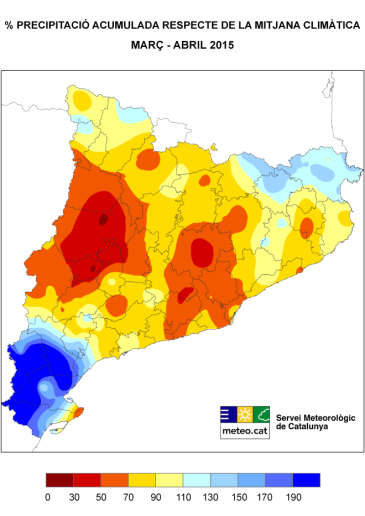 % PRECIPITACIÓ ACUMULADA RESPECTE DE LA MITJANA CLIMÀTICA
MARÇ - ABRIL 2015
meteo.cat
Servei Meteorològic
de Catalunya
0 30 50 70 90 110 130 150 170 190